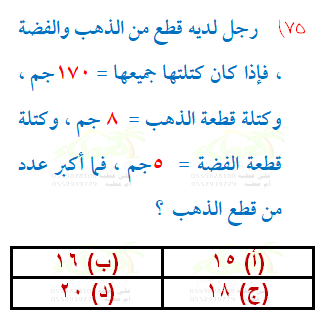 ٧٥) رجل لديه قطع من الذهب والفضة
، فإذا كان كتلتها جميعها = ١٧٠ جم ،
وكتلة قطعة الذهب = ٨ جم ، وكتلة
قطعة الفضة = ٥جم ، فما أكبر عدد
من قطع الذهب ؟
(أ) ١٥ (ب) ١٦
(ج) ١٨ (د) ٢٠